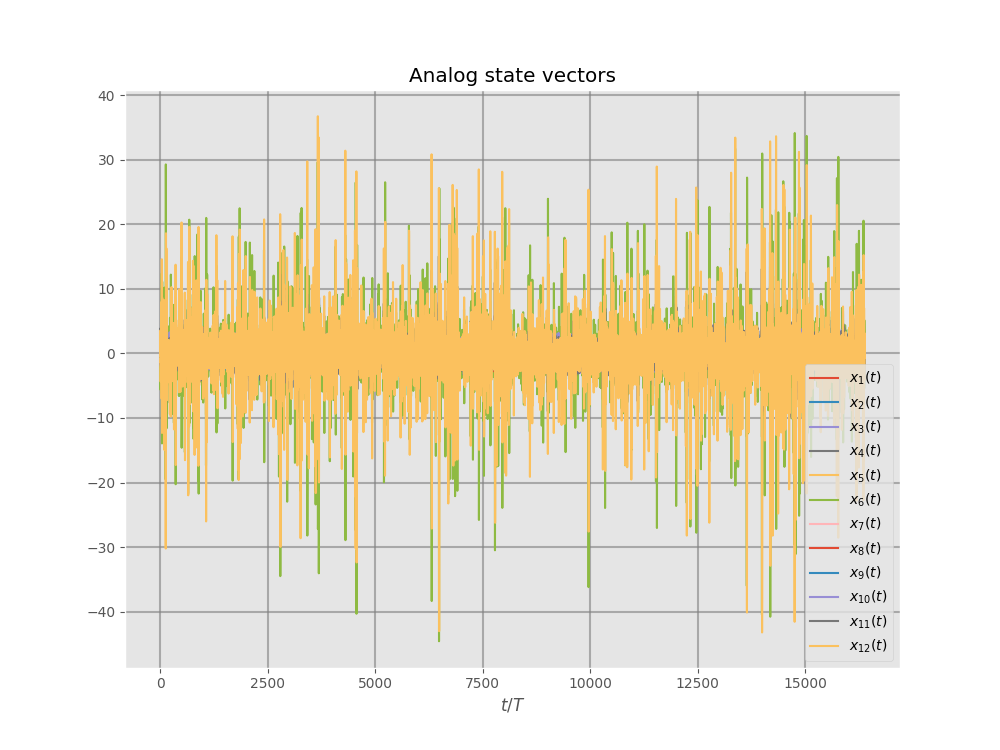 Analog state vectors
40
30
20
10
0
−10
−20
−30
−40
0 2500 5000 7500 10000 12500 15000
t/T
x₁(t)
x₂(t)
x₃(t)
x₄(t)
x₅(t)
x₆(t)
x₇(t)
x₈(t)
x₉(t)
x₁₀(t)
x₁₁(t)
x₁₂(t)